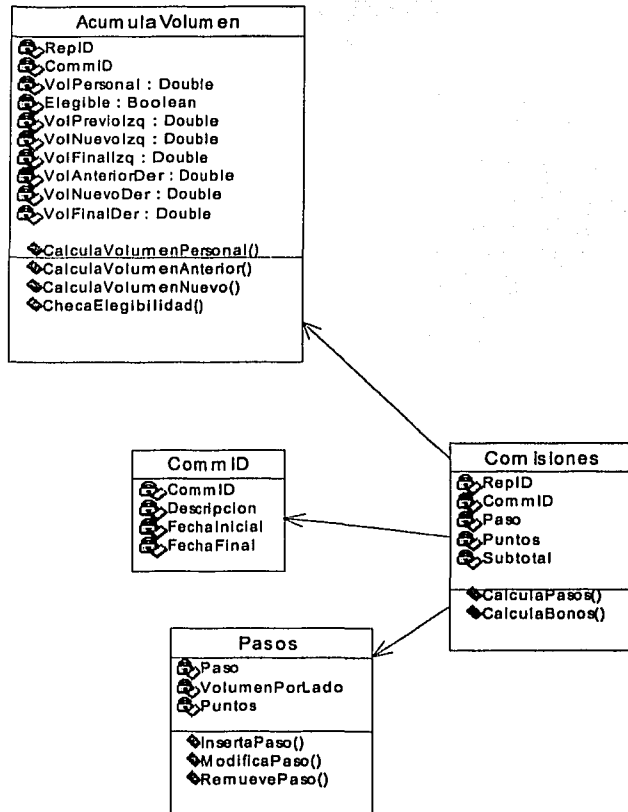 AcumulaVolumen
RepID
CommID
VolPersonal : Double
Elegible : Boolean
VolPrevioIzq : Double
VolNuevoIzq : Double
VolFinalIzq : Double
VolAnteriorDer : Double
VolNuevoDer : Double
VolFinalDer : Double
CalculaVolumenPersonal()
CalculaVolumenAnterior()
CalculaVolumenNuevo()
ChecaElegibilidad()
CommID
CommID
Descripcion
FechaInicial
FechaFinal
Comisiones
RepID
CommID
Paso
Puntos
Subtotal
CalculaPasos()
CalculaBonos()
Pasos
Paso
VolumenPorLado
Puntos
InsertaPaso()
ModificaPaso()
RemuevePaso()